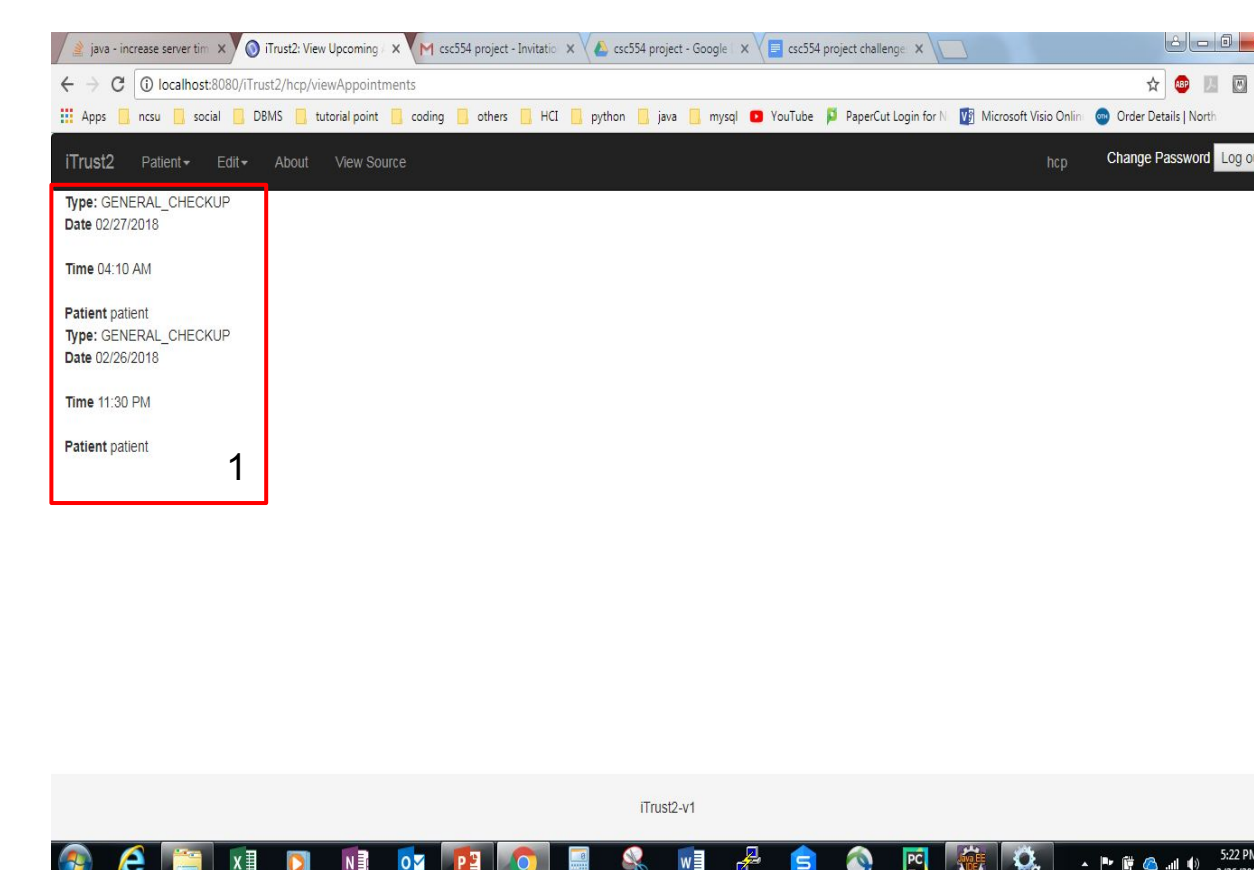 java - increase server tim
iTrust2: View Upcoming
csc554 project - Invitatio
csc554 project - Google
csc554 project challenge
localhost:8080/iTrust2/hcp/viewAppointments
ABP
Apps ncsu social DBMS tutorial point coding others HCI python java mysql YouTube PaperCut Login for N Microsoft Visio Onlin Order Details | North
iTrust2 Patient Edit About View Source hcp Change Password Log o
Type: GENERAL_CHECKUP
Date 02/27/2018
Time 04:10 AM
Patient patient
Type: GENERAL_CHECKUP
Date 02/26/2018
Time 11:30 PM
Patient patient
1
iTrust2-v1
5:22 PM